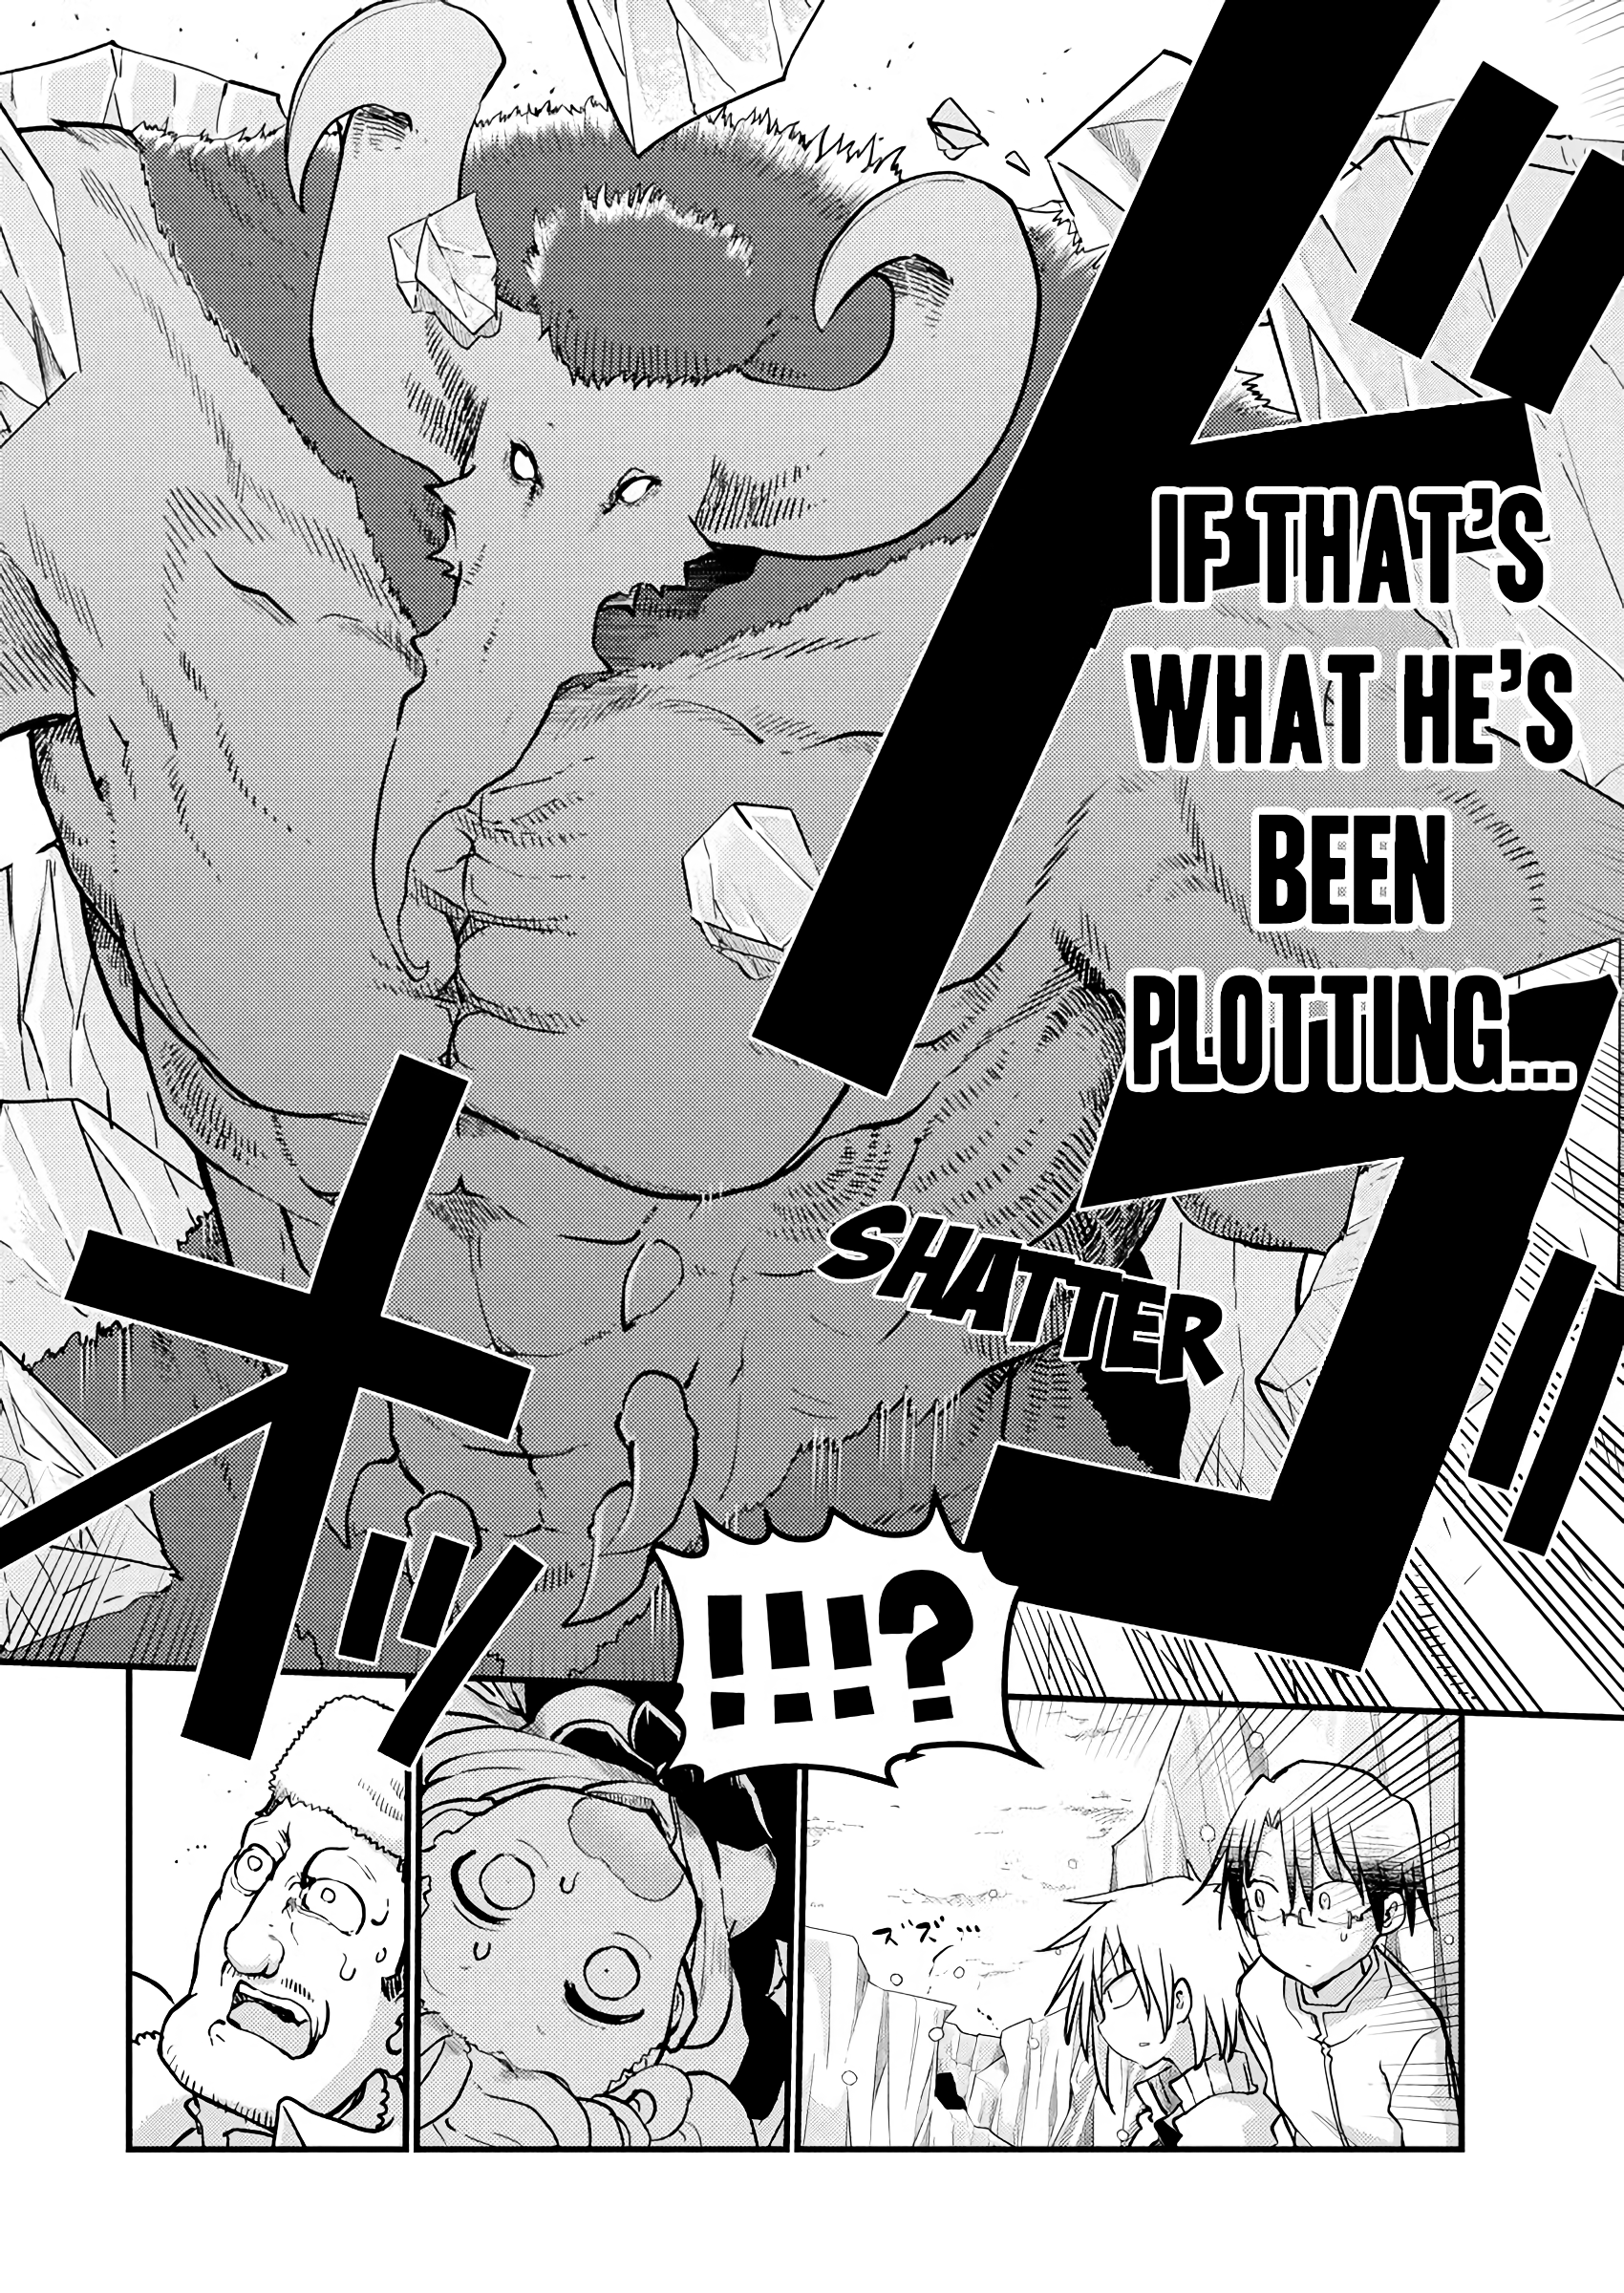 IF THAT'S
WHAT HE'S
BEEN
PLOTTING...
ドゴォッ
SHATTER
!!!?
ズズ…